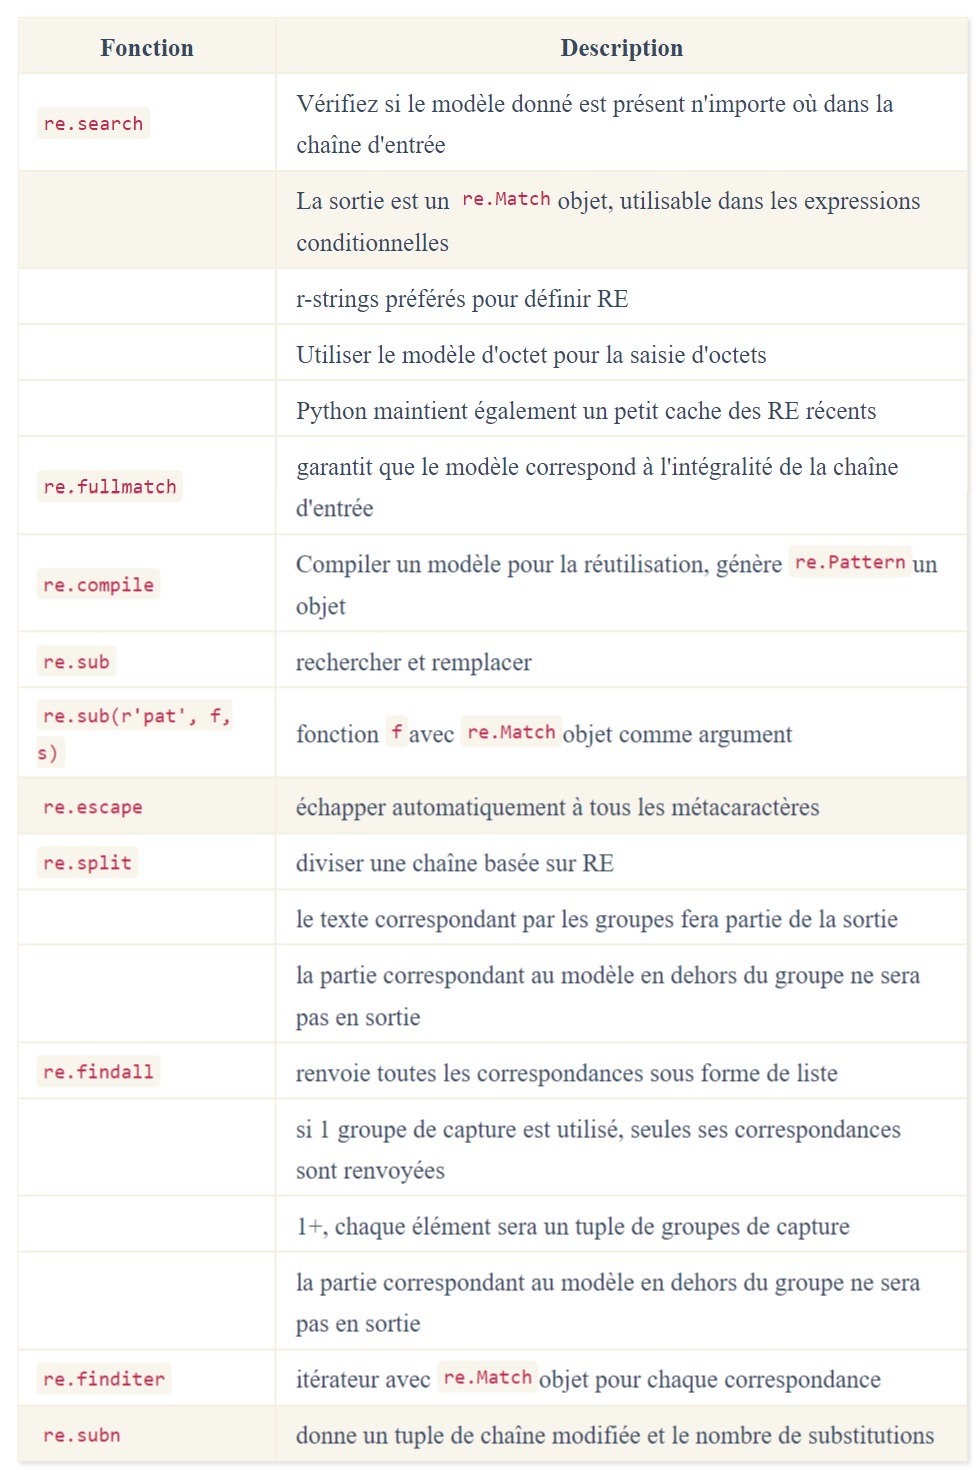 Fonction Description
re.search
Vérifiez si le modèle donné est présent n'importe où dans la
chaîne d'entrée
La sortie est un re.Match objet, utilisable dans les expressions
conditionnelles
r-strings préférés pour définir RE
Utiliser le modèle d'octet pour la saisie d'octets
Python maintient également un petit cache des RE récents
re.fullmatch
garantit que le modèle correspond à l'intégralité de la chaîne
d'entrée
re.compile
Compiler un modèle pour la réutilisation, génère re.Pattern un
objet
re.sub rechercher et remplacer
re.sub(r'pat', f,
s)
fonction f avec re.Match objet comme argument
re.escape échapper automatiquement à tous les métacaractères
re.split diviser une chaîne basée sur RE
le texte correspondant par les groupes fera partie de la sortie
la partie correspondant au modèle en dehors du groupe ne sera
pas en sortie
re.findall renvoie toutes les correspondances sous forme de liste
si 1 groupe de capture est utilisé, seules ses correspondances
sont renvoyées
1+, chaque élément sera un tuple de groupes de capture
la partie correspondant au modèle en dehors du groupe ne sera
pas en sortie
re.finditer itérateur avec re.Match objet pour chaque correspondance
re.subn donne un tuple de chaîne modifiée et le nombre de substitutions